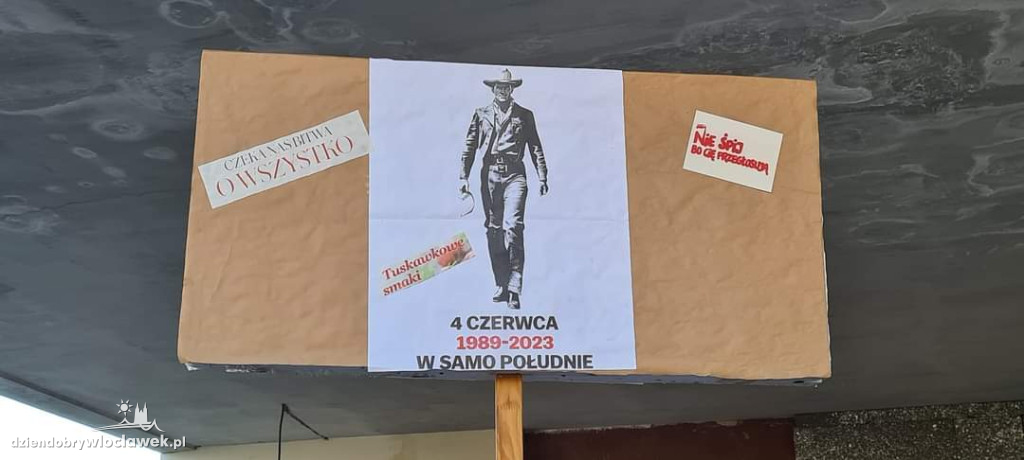 CZEKA NAS BITWA
O WSZYSTKO
NIE ŚPIJ
BO CIĘ PRZEGŁOSUJĄ
Tuskawkowe
smaki
4 CZERWCA
1989-2023
W SAMO POŁUDNIE
dziendobrywloclawek.pl